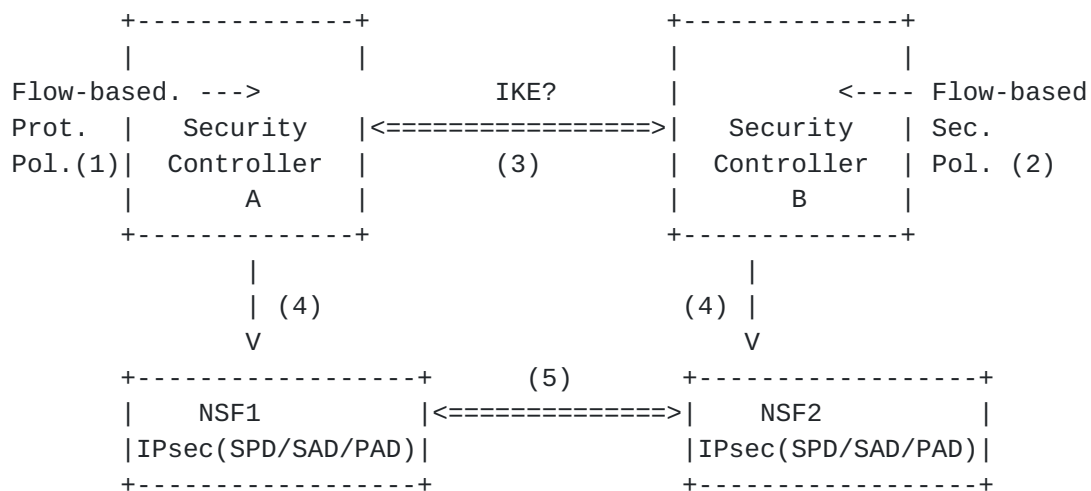 Flow-based. ---> IKE? <---- Flow-based
Prot. Security <=================> Security Sec.
Pol.(1) Controller (3) Controller Pol. (2)
A B
(4) (4)
V V
(5)
NSF1 <==============> NSF2
IPsec(SPD/SAD/PAD) IPsec(SPD/SAD/PAD)